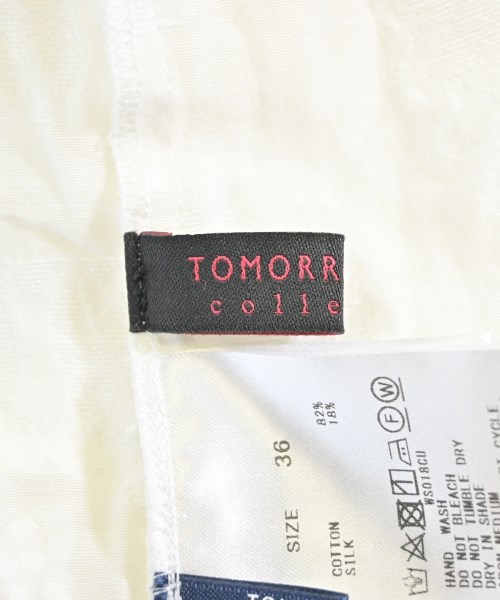 TOMORR
colle
SIZE 36
COTTON 82%
SILK 18%
F W
WS018CU
HAND WASH
DO NOT BLEACH
DO NOT TUMBLE DRY
DRY IN SHADE